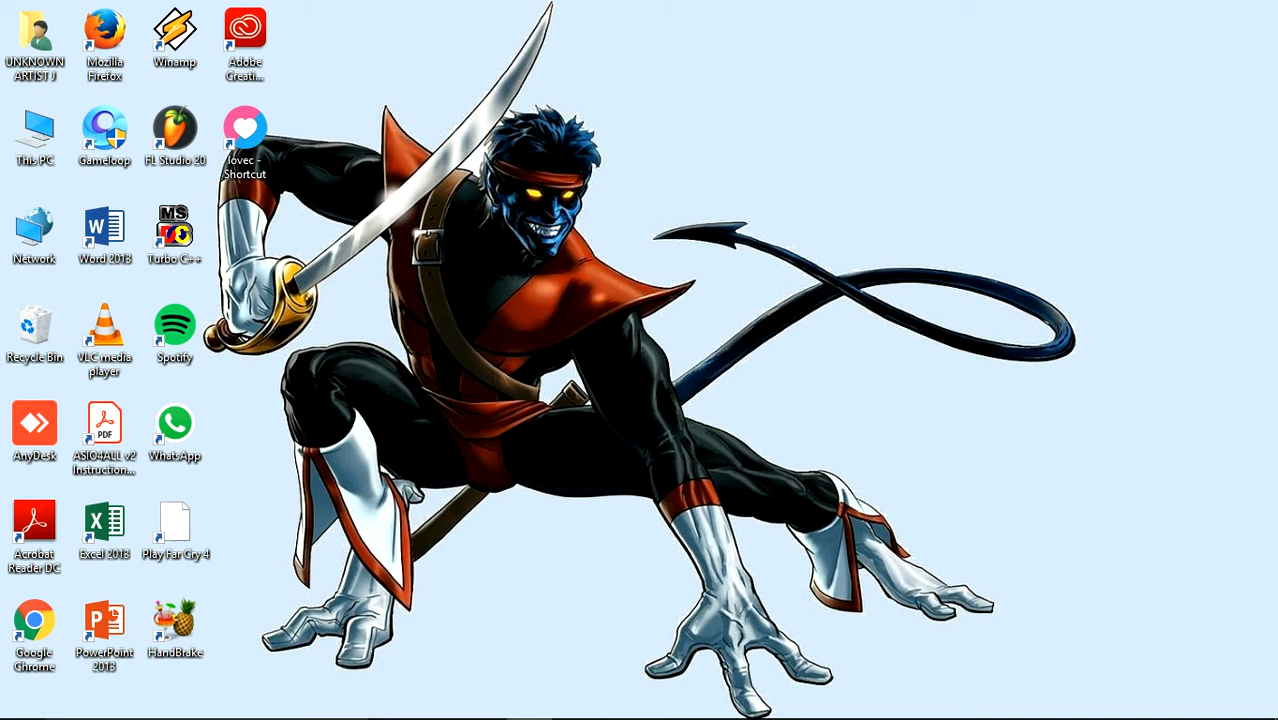 UNKNOWN
ARTIST J
Mozilla
Firefox
Winamp
Adobe
Creati...
This PC
Gameloop
FL Studio 20
lovec -
Shortcut
Network
W
Word 2013
MS
Turbo C++
Recycle Bin
VLC media
player
Spotify
AnyDesk
PDF
ASIO4ALL v2
Instruction...
WhatsApp
Acrobat
Reader DC
X
Excel 2013
Play Far Cry 4
Google
Chrome
P
PowerPoint
2013
HandBrake